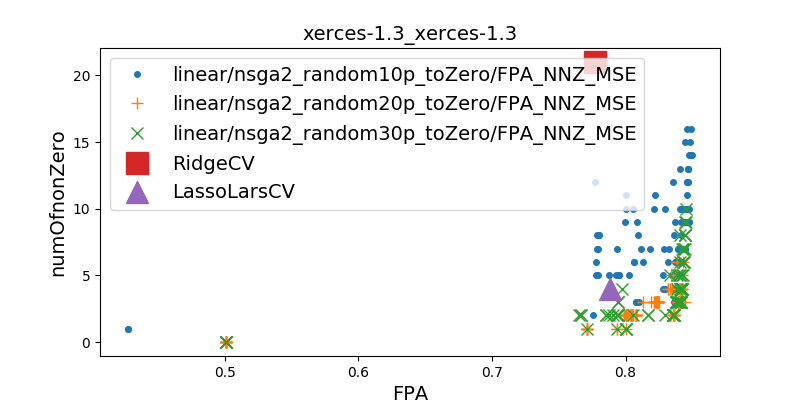 xerces-1.3_xerces-1.3
linear/nsga2_random10p_toZero/FPA_NNZ_MSE
linear/nsga2_random20p_toZero/FPA_NNZ_MSE
linear/nsga2_random30p_toZero/FPA_NNZ_MSE
RidgeCV
LassoLarsCV
numOfnonZero
20
15
10
5
0
0.5 0.6 0.7 0.8
FPA